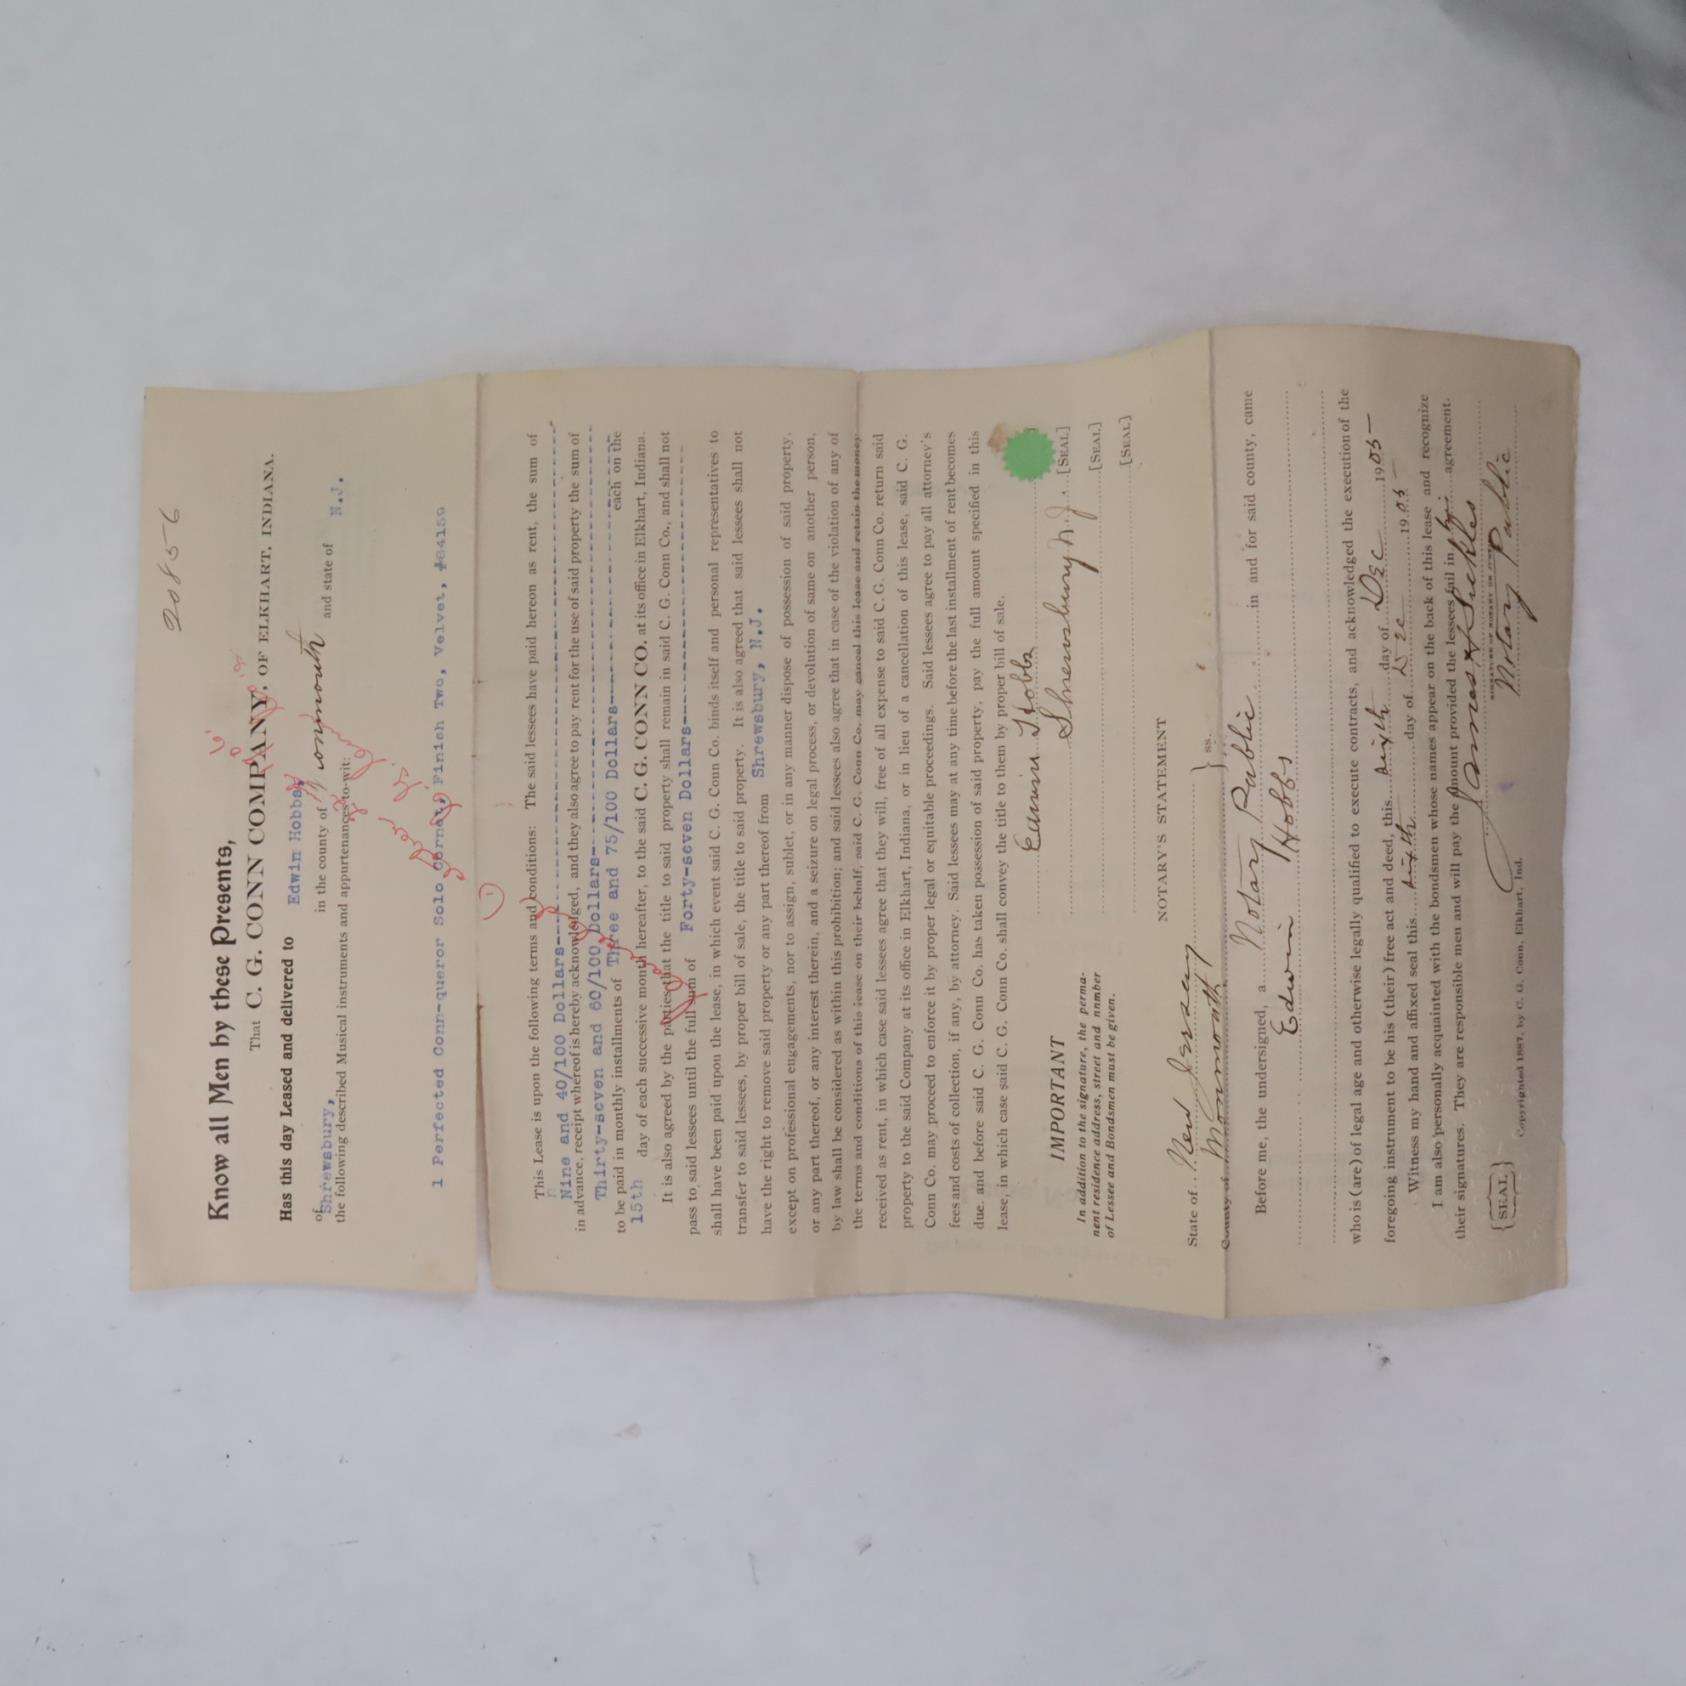 20856
Know all Men by these Presents,
That C. G. CONN COMPANY, OF ELKHART, INDIANA.
Has this day Leased and delivered to Edwin Hobbs,
of Shrewsbury, in the county of Monmouth and state of N.J.
the following described Musical instruments and appurtenances to-wit:
1 Perfected Conn-queror Solo Cornet, Finish Two, Velvet, #84159
1
This Lease is upon the following terms and conditions: The said lessees have paid hereon as rent, the sum of
Nine and 40/100 Dollars
in advance, receipt whereof is hereby acknowledged, and they also agree to pay rent for the use of said property the sum of
Thirty-seven and 60/100 Dollars
to be paid in monthly installments of Three and 75/100 Dollars each on the
15th day of each successive month hereafter, to the said C. G. CONN CO. at its office in Elkhart, Indiana.
It is also agreed by the parties that the title to said property shall remain in said C. G. Conn Co., and shall not
pass to said lessees until the full sum of Forty-seven Dollars
shall have been paid upon the lease, in which event said C. G. Conn Co. binds itself and personal representatives to
transfer to said lessees, by proper bill of sale, the title to said property. It is also agreed that said lessees shall not
have the right to remove said property or any part thereof from Shrewsbury, N.J.
except on professional engagements, nor to assign, sublet, or in any manner dispose of possession of said property,
or any part thereof, or any interest therein, and a seizure on legal process, or devolution of same on another person,
by law shall be considered as within this prohibition; and said lessees also agree that in case of the violation of any of
the terms and conditions of this lease on their behalf, said C. G. Conn Co. may cancel this lease and retain the money
received as rent, in which case said lessees agree that they will, free of all expense to said C. G. Conn Co. return said
property to the said Company at its office in Elkhart, Indiana, or in lieu of a cancellation of this lease, said C. G.
Conn Co. may proceed to enforce it by proper legal or equitable proceedings. Said lessees agree to pay all attorney's
fees and costs of collection, if any, by attorney. Said lessees may at any time before the last installment of rent becomes
due. and before said C. G. Conn Co. has taken possession of said property, pay the full amount specified in this
lease, in which case said C. G. Conn Co. shall convey the title to them by proper bill of sale.
Edwin Hobbs
IMPORTANT
Shrewsbury N.J. [SEAL]
In addition to the signature, the perma-
nent residence address, street and number
of Lessee and Bondsmen must be given.
[SEAL]
[SEAL]
NOTARY'S STATEMENT
State of New Jersey
County of Monmouth } ss.
Before me, the undersigned, a Notary Public in and for said county, came
Edwin Hobbs
who is (are) of legal age and otherwise legally qualified to execute contracts, and acknowledged the execution of the
foregoing instrument to be his (their) free act and deed, this sixth day of Dec 1905
Witness my hand and affixed seal this sixth day of Dec 1905
I am also personally acquainted with the bondsmen whose names appear on the back of this lease and recognize
their signatures. They are responsible men and will pay the amount provided the lessees fail in agreement.
{SEAL}
SIGNATURE OF NOTARY OR JUSTICE
Notary Public
Copyrighted 1887, by C. G. Conn, Elkhart, Ind.